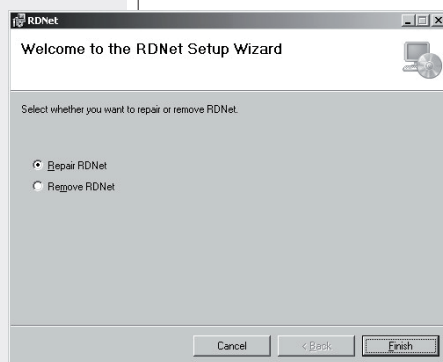 RDNet
Welcome to the RDNet Setup Wizard
Select whether you want to repair or remove RDNet.
Repair RDNet
Remove RDNet
Cancel
< Back
Finish